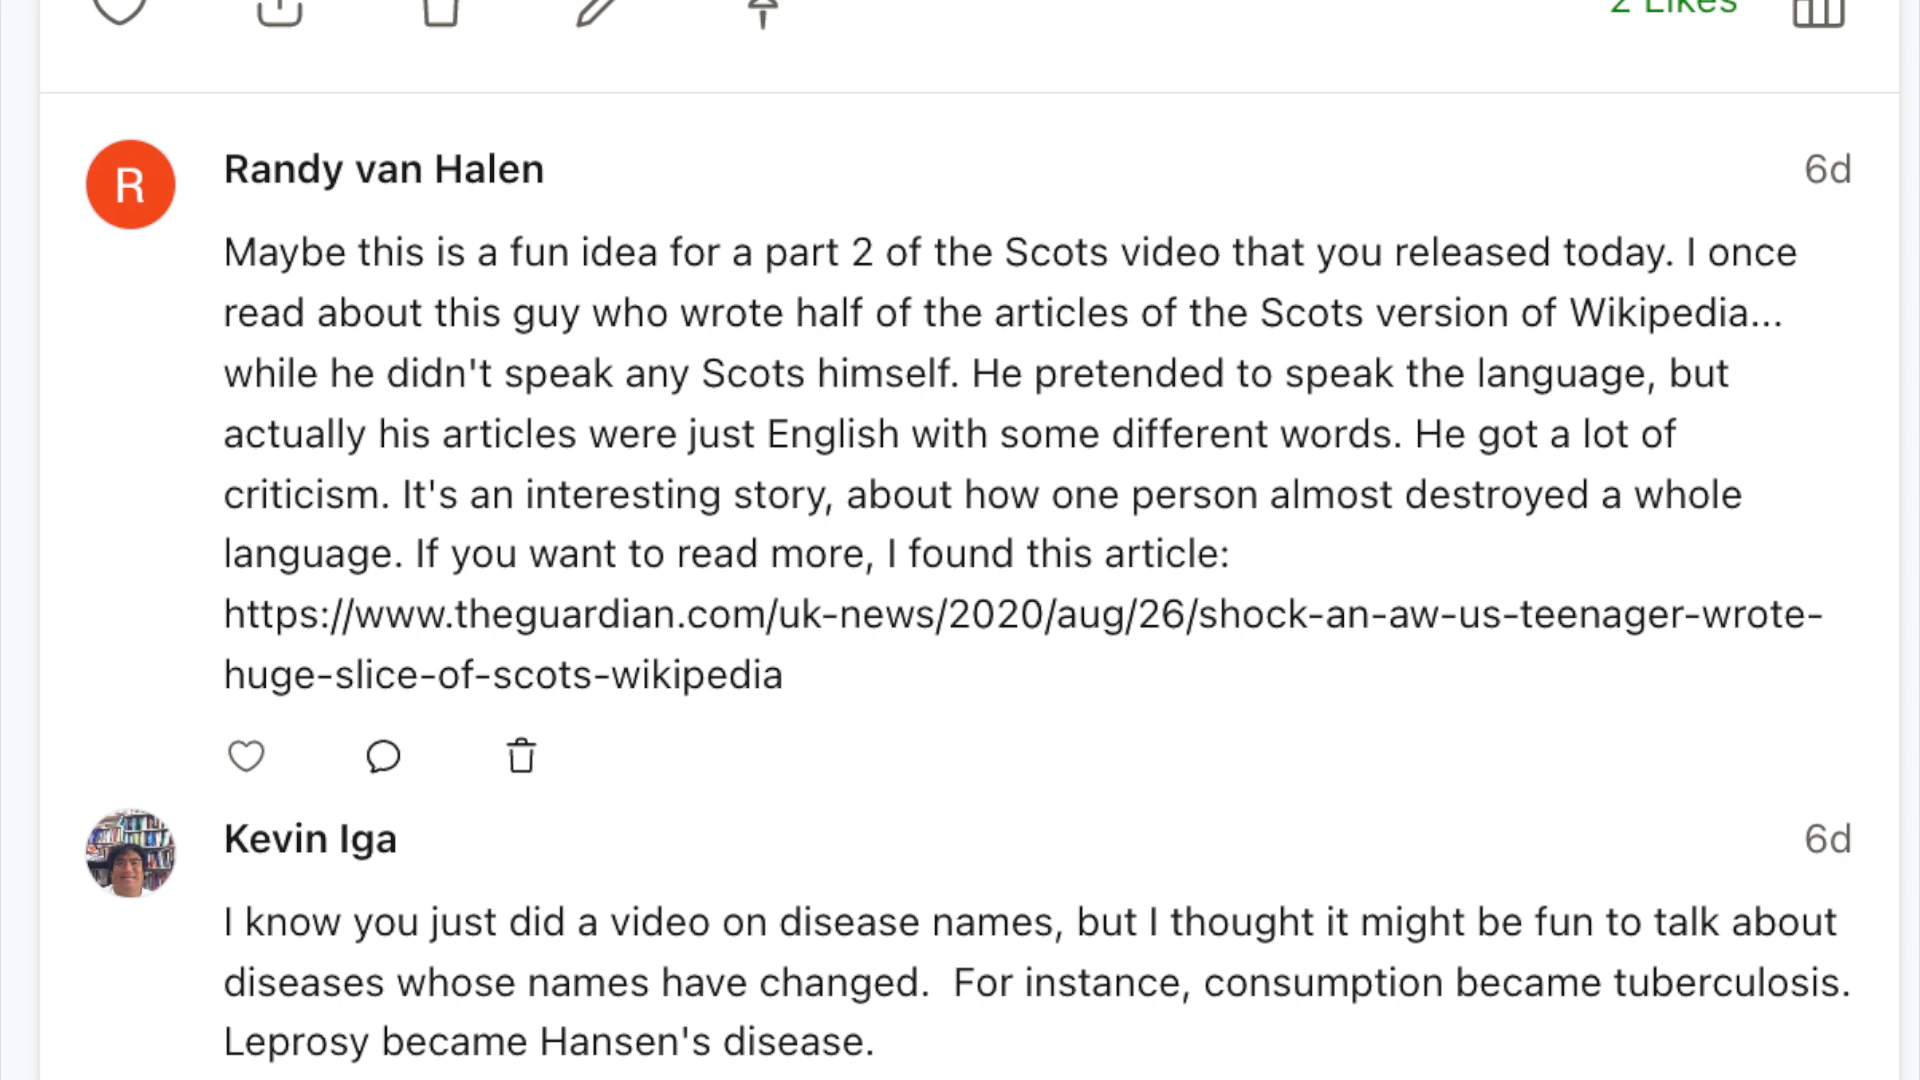 2 Likes
R
Randy van Halen
6d
Maybe this is a fun idea for a part 2 of the Scots video that you released today. I once
read about this guy who wrote half of the articles of the Scots version of Wikipedia...
while he didn't speak any Scots himself. He pretended to speak the language, but
actually his articles were just English with some different words. He got a lot of
criticism. It's an interesting story, about how one person almost destroyed a whole
language. If you want to read more, I found this article:
https://www.theguardian.com/uk-news/2020/aug/26/shock-an-aw-us-teenager-wrote-
huge-slice-of-scots-wikipedia
Kevin Iga
6d
I know you just did a video on disease names, but I thought it might be fun to talk about
diseases whose names have changed.  For instance, consumption became tuberculosis.
Leprosy became Hansen's disease.